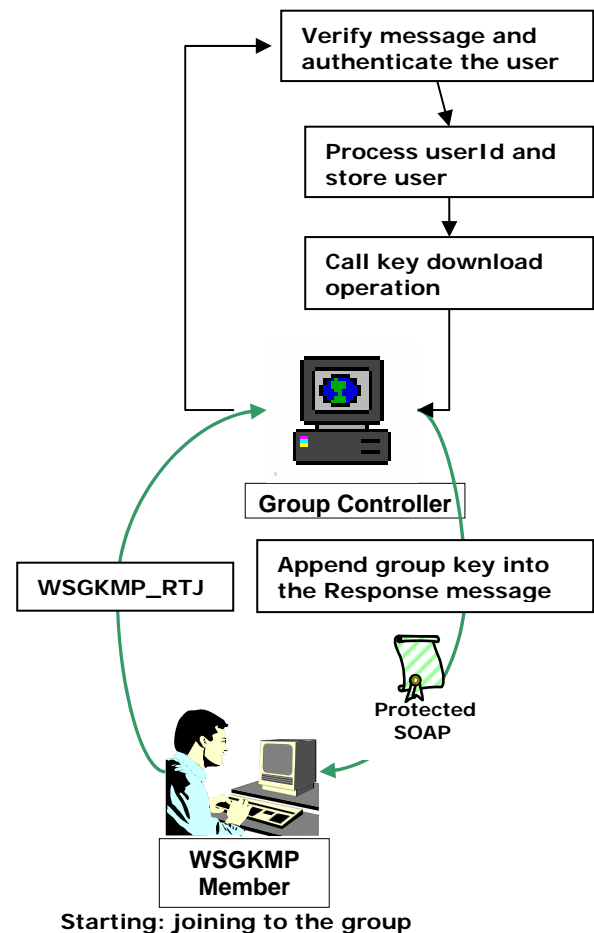 Verify message and
authenticate the user
Process userId and
store user
Call key download
operation
Group Controller
WSGKMP_RTJ
Append group key into
the Response message
Protected
SOAP
WSGKMP
Member
Starting: joining to the group